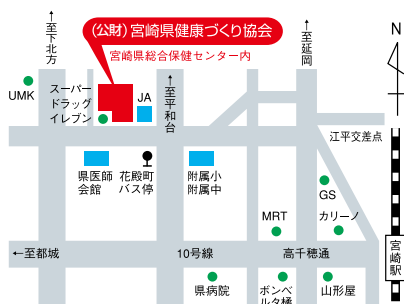 ↑至下北方
(公財)宮崎県健康づくり協会
宮崎県総合保健センター内
↑至延岡
N
UMK
スーパー
ドラッグ
イレブン
JA
↑至平和台
江平交差点
県医師
会館
花殿町
バス停
附属小
附属中
GS
MRT
カリーノ
宮崎駅
←至都城
10号線
高千穂通
県病院
ボンベ
ルタ橘
山形屋